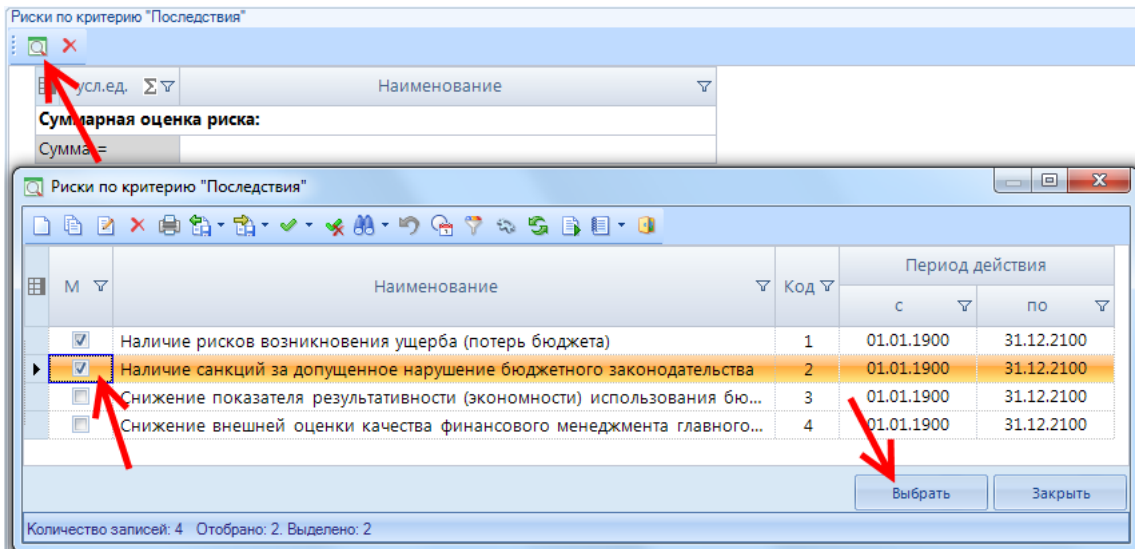 Риски по критерию "Последствия"
усл.ед. Σ Наименование
Суммарная оценка риска:
Сумма =
Риски по критерию "Последствия"
М Наименование Код Период действия
с по
Наличие рисков возникновения ущерба (потерь бюджета) 1 01.01.1900 31.12.2100
Наличие санкций за допущенное нарушение бюджетного законодательства 2 01.01.1900 31.12.2100
Снижение показателя результативности (экономности) использования бю... 3 01.01.1900 31.12.2100
Снижение внешней оценки качества финансового менеджмента главного... 4 01.01.1900 31.12.2100
Выбрать Закрыть
Количество записей: 4 Отобрано: 2. Выделено: 2